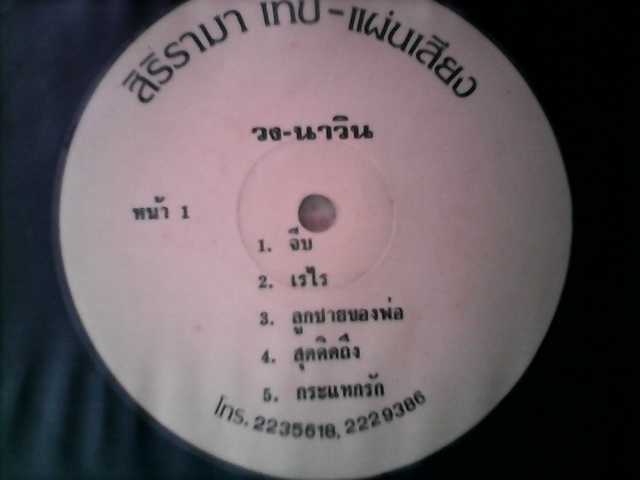 สิริรามา เทป-แผ่นเสียง
วง-นาวิน
หน้า 1
1. จีบ
2. เรไร
3. ลูกชายของพ่อ
4. สุดคิดถึง
5. กระแทกรัก
โทร. 2235618, 2229386